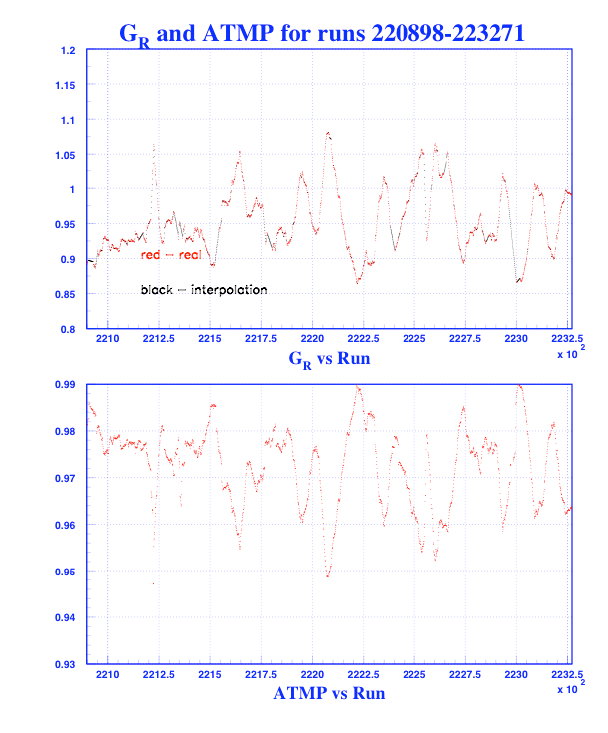 G_R and ATMP for runs 220898-223271
1.2
1.15
1.1
1.05
1
0.95
0.9
0.85
0.8
red — real
black — interpolation
2210 2212.5 2215 2217.5 2220 2222.5 2225 2227.5 2230 2232.5
x 10 2
G_R vs Run
0.99
0.98
0.97
0.96
0.95
0.94
0.93
2210 2212.5 2215 2217.5 2220 2222.5 2225 2227.5 2230 2232.5
x 10 2
ATMP vs Run